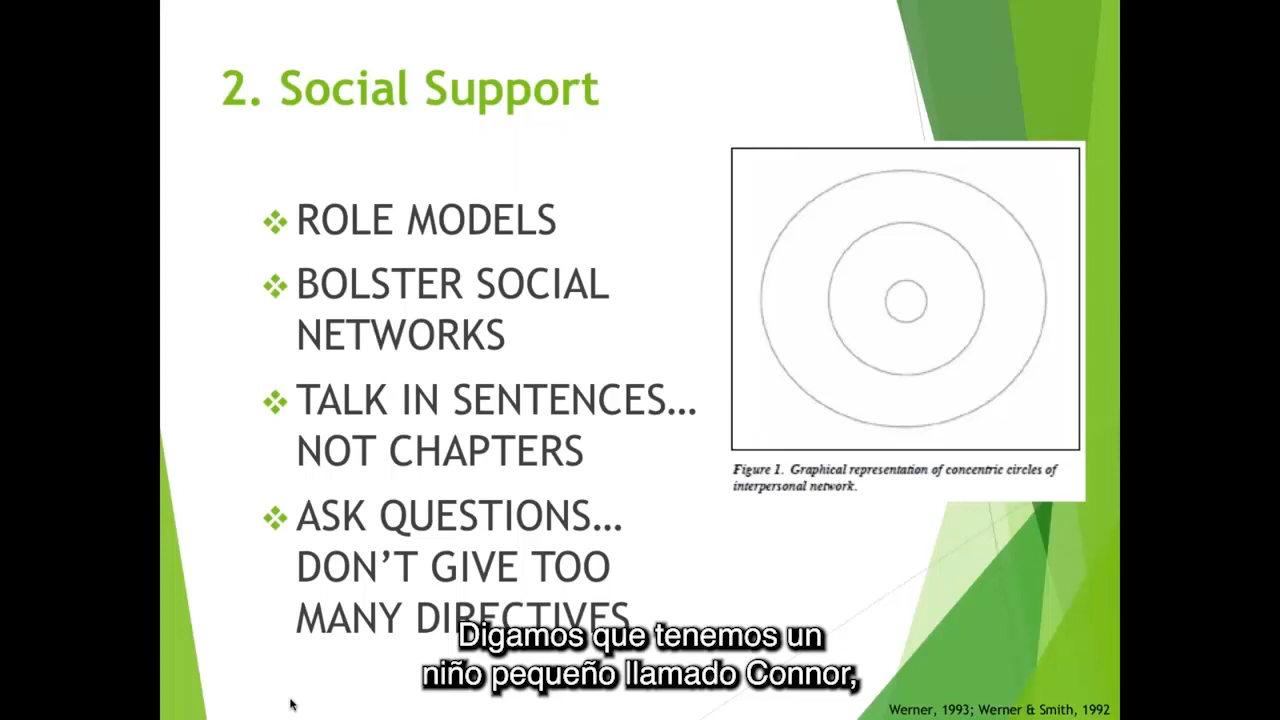 2. Social Support
ROLE MODELS
BOLSTER SOCIAL
NETWORKS
TALK IN SENTENCES…
NOT CHAPTERS
ASK QUESTIONS…
DON'T GIVE TOO
MANY DIRECTIVES
Figure 1. Graphical representation of concentric circles of
interpersonal network.
Digamos que tenemos un
niño pequeño llamado Connor,
Werner, 1993; Werner & Smith, 1992